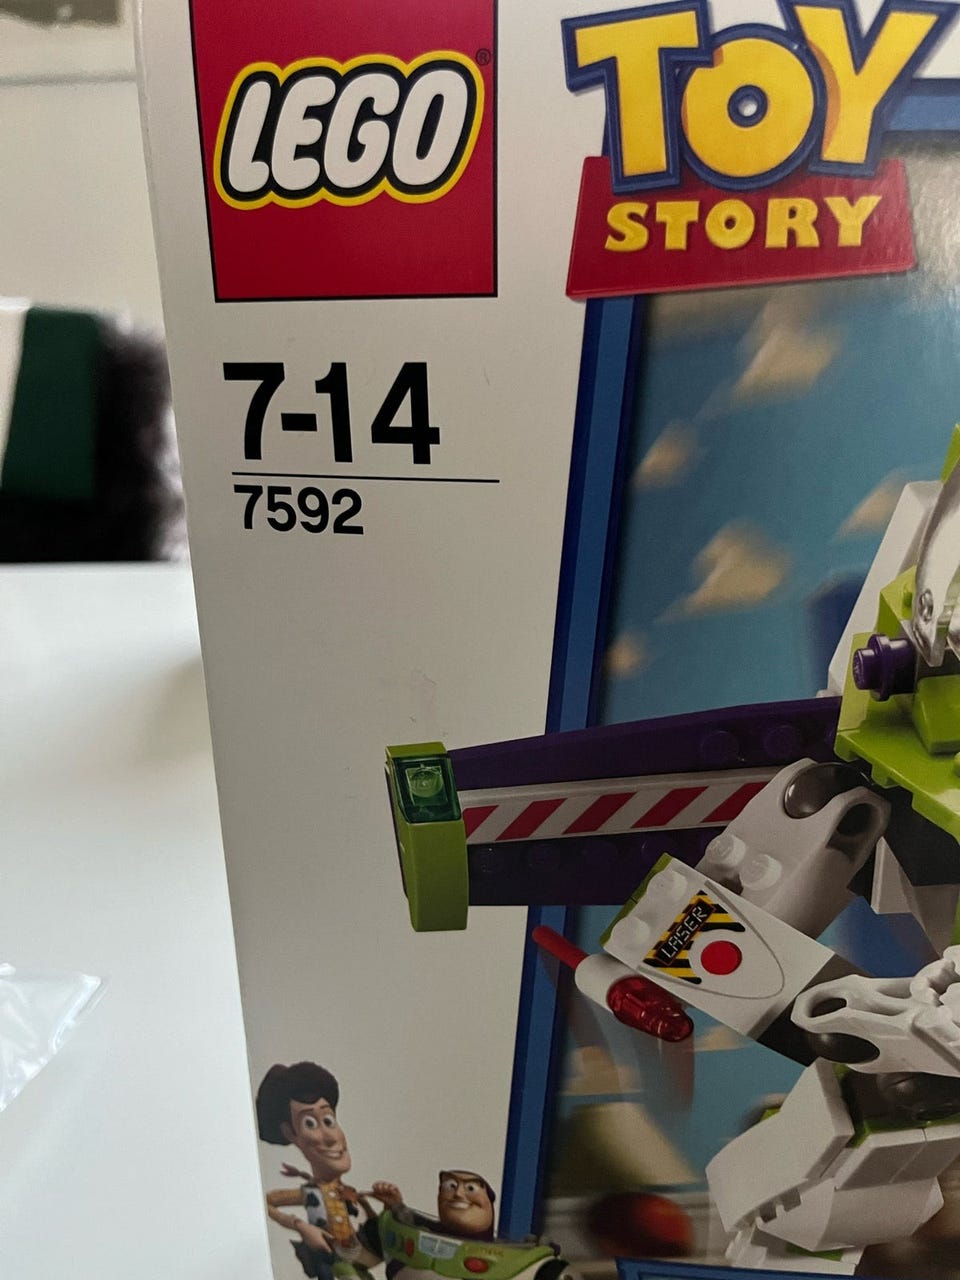 LEGO®
TOY
STORY
7-14
7592
LASER